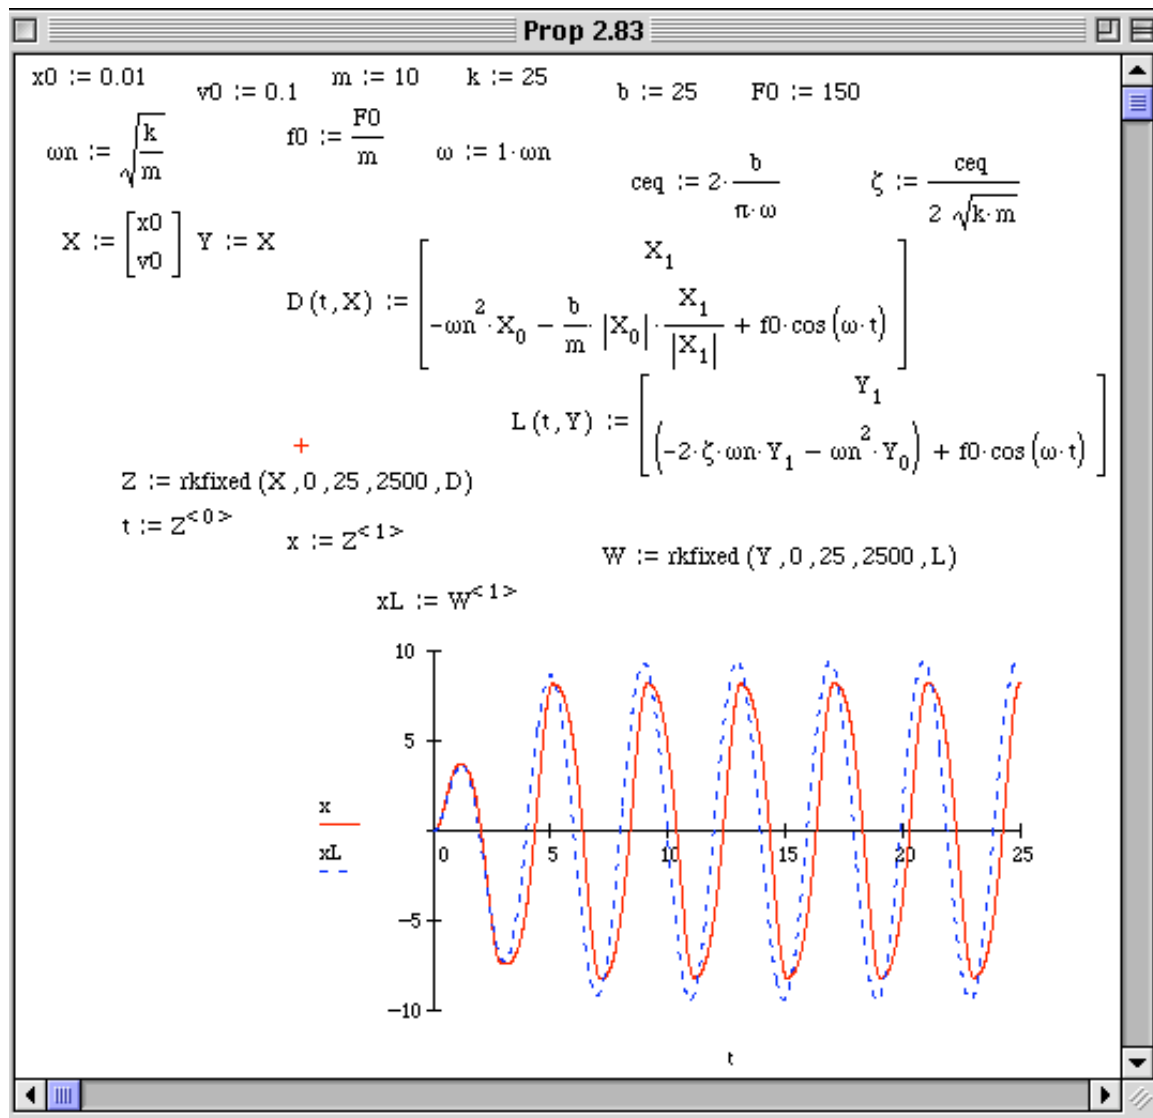 Prop 2.83
x0 := 0.01 v0 := 0.1 m := 10 k := 25 b := 25 F0 := 150
ωn := √(k/m) f0 := F0/m ω := 1·ωn ceq := 2·b/(π·ω) ζ := ceq/(2 √(k·m))
X := [x0 v0] Y := X
D(t,X) := [X₁ -ωn²·X₀ − b/m·|X₀|·X₁/|X₁| + f0·cos(ω·t)]
L(t,Y) := [Y₁ (-2·ζ·ωn·Y₁ − ωn²·Y₀) + f0·cos(ω·t)]
Z := rkfixed(X,0,25,2500,D)
t := Z<0> x := Z<1> W := rkfixed(Y,0,25,2500,L)
xL := W<1>
10
5
x
xL
0 5 10 15 20 25
−5
−10
t